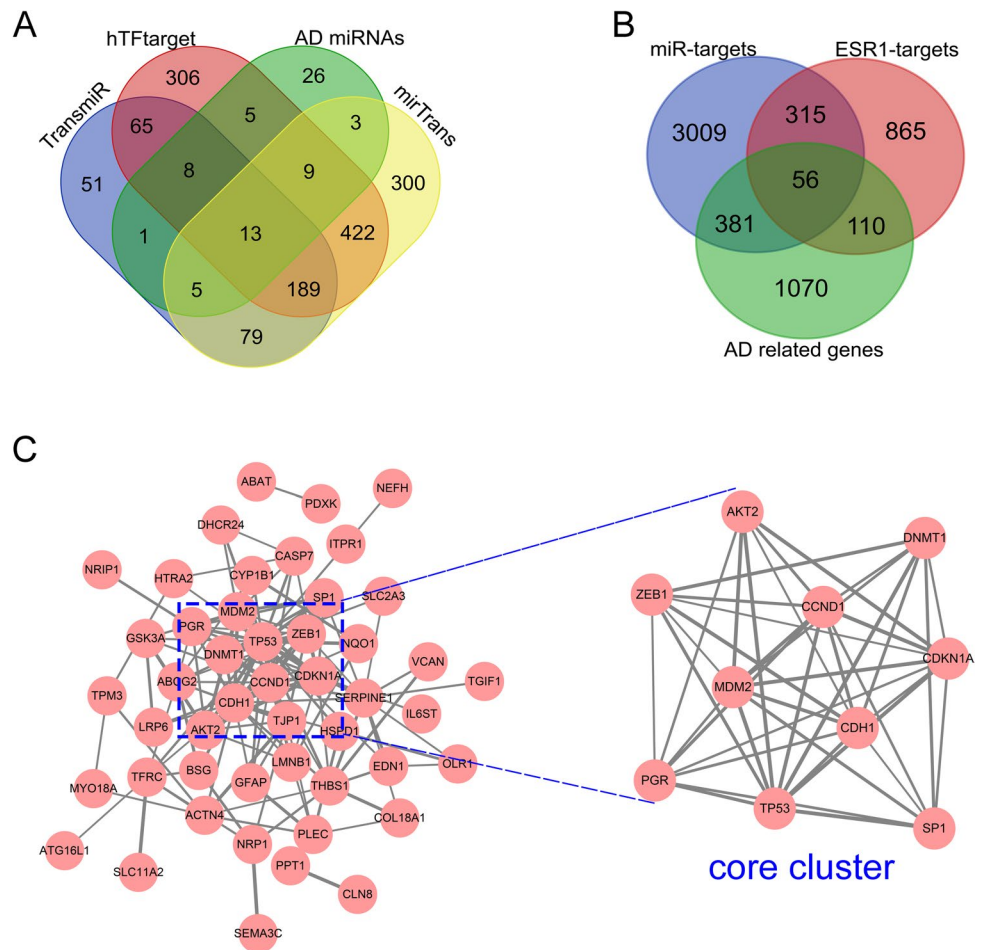 A
hTFtarget
AD miRNAs
TransmiR
mirTrans
306
26
65
5
3
51
8
9
300
1
13
422
5
189
79
B
miR-targets
ESR1-targets
3009
315
865
56
381
110
1070
AD related genes
C
ABAT
PDXK
NEFH
DHCR24
ITPR1
CASP7
NRIP1
HTRA2
CYP1B1
SP1
SLC2A3
MDM2
PGR
GSK3A
TP53
ZEB1
NQO1
DNMT1
VCAN
ABCG2
CCND1
CDKN1A
TGIF1
TPM3
CDH1
SERPINE1
IL6ST
LRP6
AKT2
TJP1
HSPD1
TFRC
BSG
LMNB1
EDN1
OLR1
MYO18A
GFAP
THBS1
ACTN4
COL18A1
PLEC
ATG16L1
NRP1
SLC11A2
PPT1
CLN8
SEMA3C
AKT2
DNMT1
ZEB1
CCND1
CDKN1A
MDM2
CDH1
PGR
TP53
SP1
core cluster